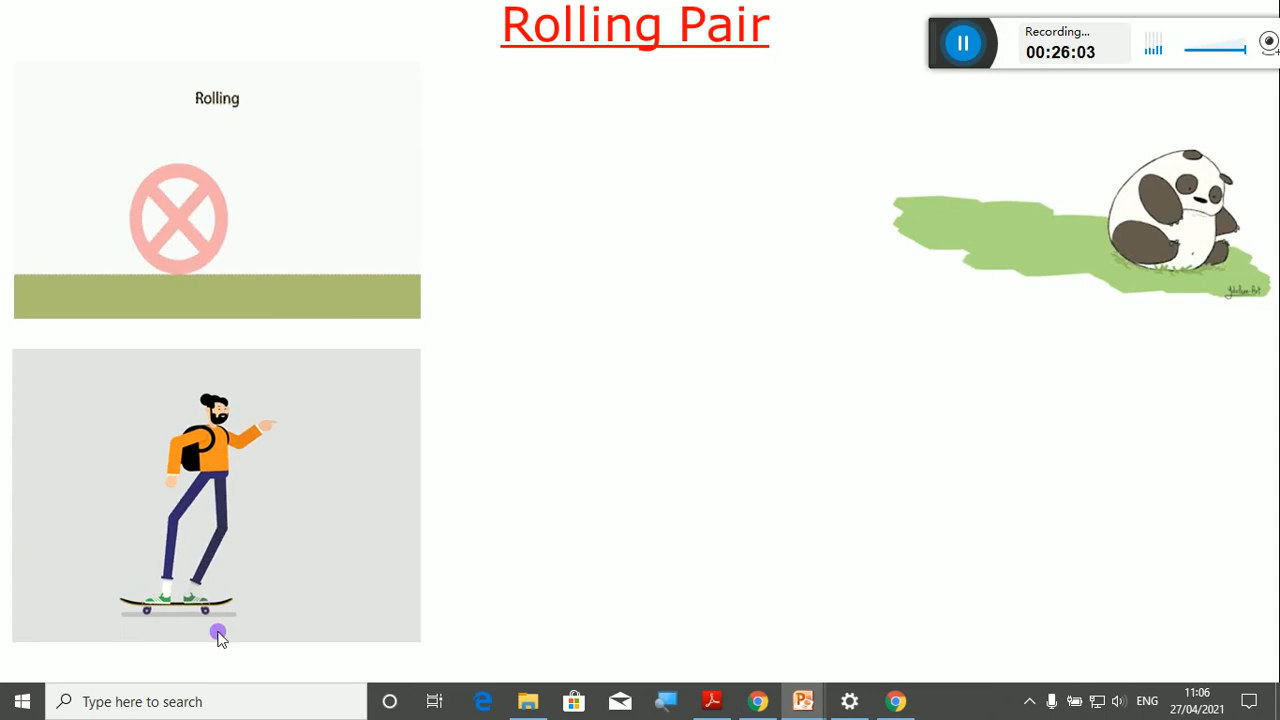 Rolling Pair
Recording...
00:26:03
Rolling
Type here to search
ENG
11:06
27/04/2021